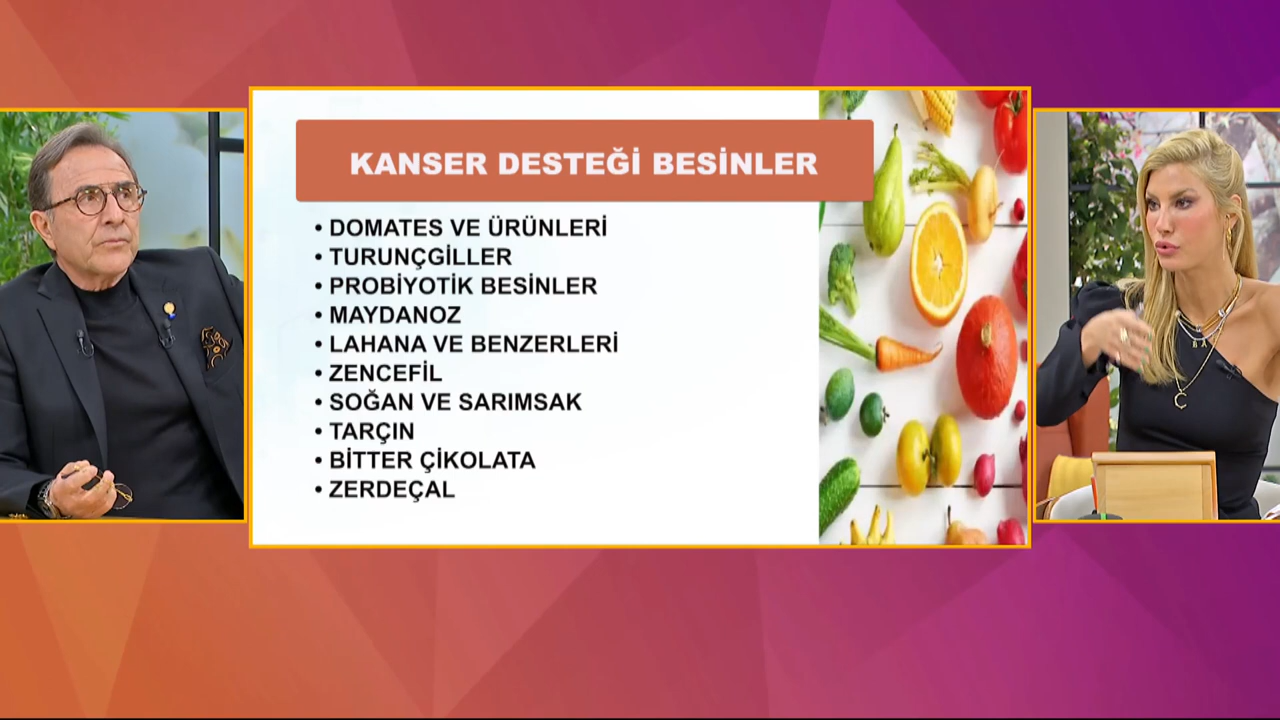 KANSER DESTEĞİ BESİNLER
• DOMATES VE ÜRÜNLERİ
• TURUNÇGİLLER
• PROBİYOTİK BESİNLER
• MAYDANOZ
• LAHANA VE BENZERLERİ
• ZENCEFİL
• SOĞAN VE SARIMSAK
• TARÇIN
• BİTTER ÇİKOLATA
• ZERDEÇAL